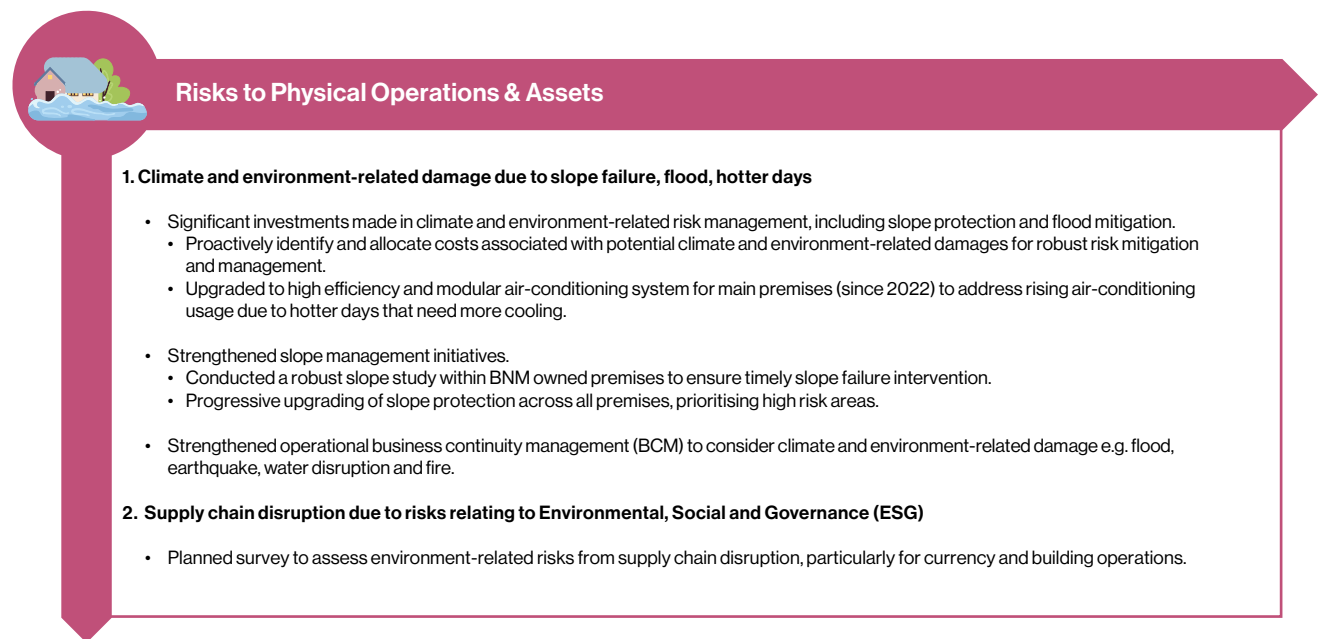 Risks to Physical Operations & Assets
1. Climate and environment-related damage due to slope failure, flood, hotter days
• Significant investments made in climate and environment-related risk management, including slope protection and flood mitigation.
• Proactively identify and allocate costs associated with potential climate and environment-related damages for robust risk mitigation
and management.
• Upgraded to high efficiency and modular air-conditioning system for main premises (since 2022) to address rising air-conditioning
usage due to hotter days that need more cooling.
• Strengthened slope management initiatives.
• Conducted a robust slope study within BNM owned premises to ensure timely slope failure intervention.
• Progressive upgrading of slope protection across all premises, prioritising high risk areas.
• Strengthened operational business continuity management (BCM) to consider climate and environment-related damage e.g. flood,
earthquake, water disruption and fire.
2. Supply chain disruption due to risks relating to Environmental, Social and Governance (ESG)
• Planned survey to assess environment-related risks from supply chain disruption, particularly for currency and building operations.